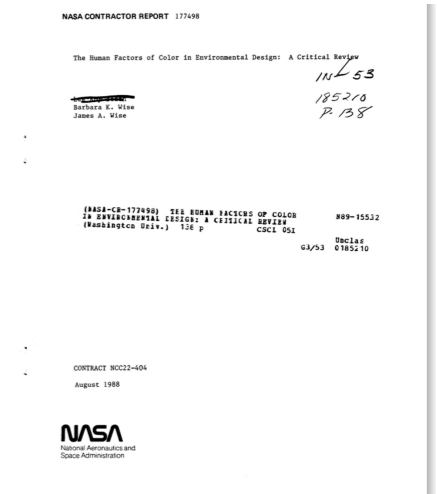 NASA CONTRACTOR REPORT 177498
The Human Factors of Color in Environmental Design: A Critical Review
IN-53
185210
P-138
Barbara K. Wise
James A. Wise
(NASA-CR-177498) THE HUMAN FACTORS OF COLOR
IN ENVIRONMENTAL DESIGN: A CRITICAL REVIEW
(Washington Univ.) 136 p CSCL 05I
N89-15532
Unclas
G3/53 0185210
CONTRACT NCC22-404
August 1988
NASA
National Aeronautics and
Space Administration